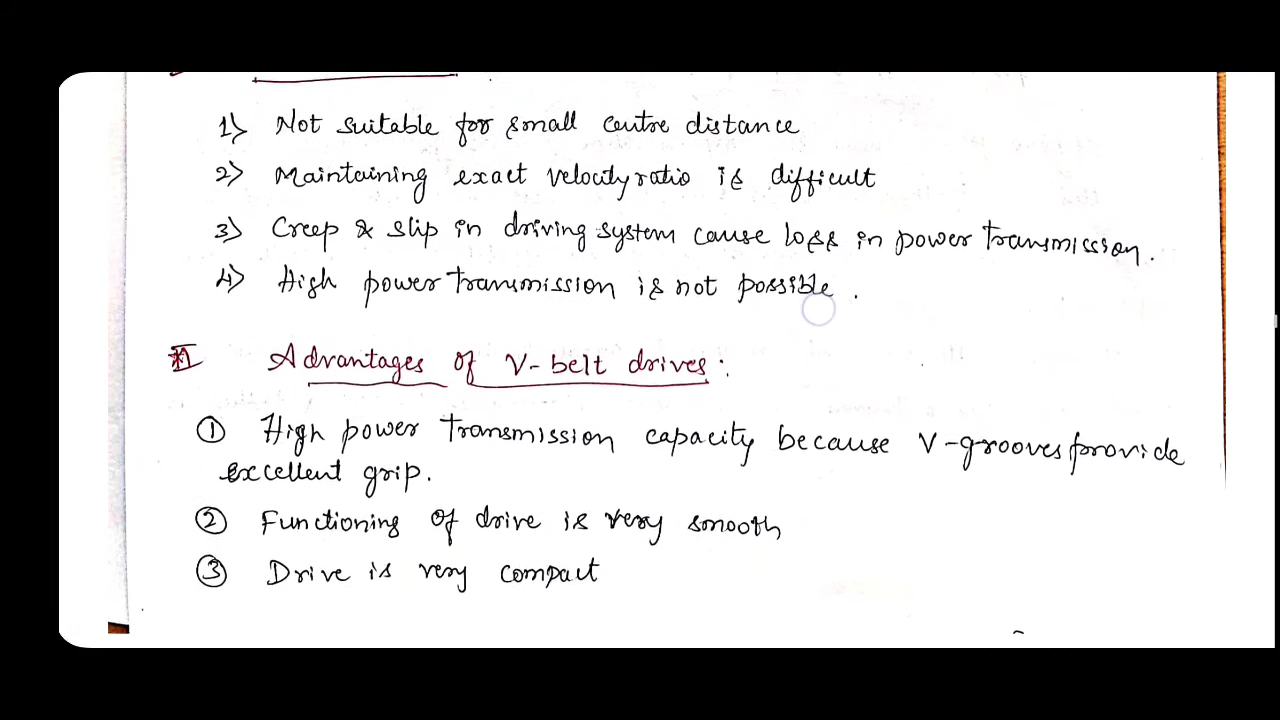 1) Not suitable for small centre distance
2) Maintaining exact velocity ratio is difficult
3) Creep & slip in driving system cause loss in power transmission.
4) High power transmission is not possible.
Advantages of V-belt drives:
① High power transmission capacity because V-grooves provide
excellent grip.
② Functioning of drive is very smooth
③ Drive is very compact